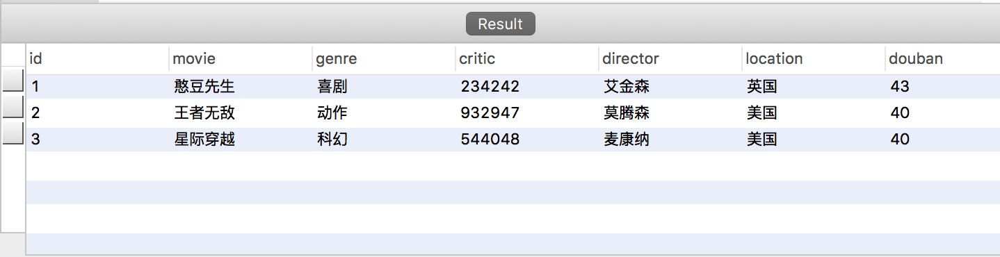 Result
id movie genre critic director location douban
1 憨豆先生 喜剧 234242 艾金森 英国 43
2 王者无敌 动作 932947 莫腾森 美国 40
3 星际穿越 科幻 544048 麦康纳 美国 40